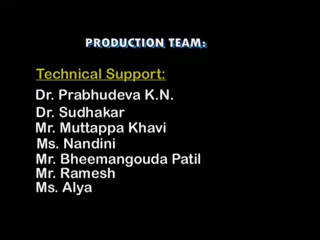 PRODUCTION TEAM:
Technical Support:
Dr. Prabhudeva K.N.
Dr. Sudhakar
Mr. Muttappa Khavi
Ms. Nandini
Mr. Bheemangouda Patil
Mr. Ramesh
Ms. Alya